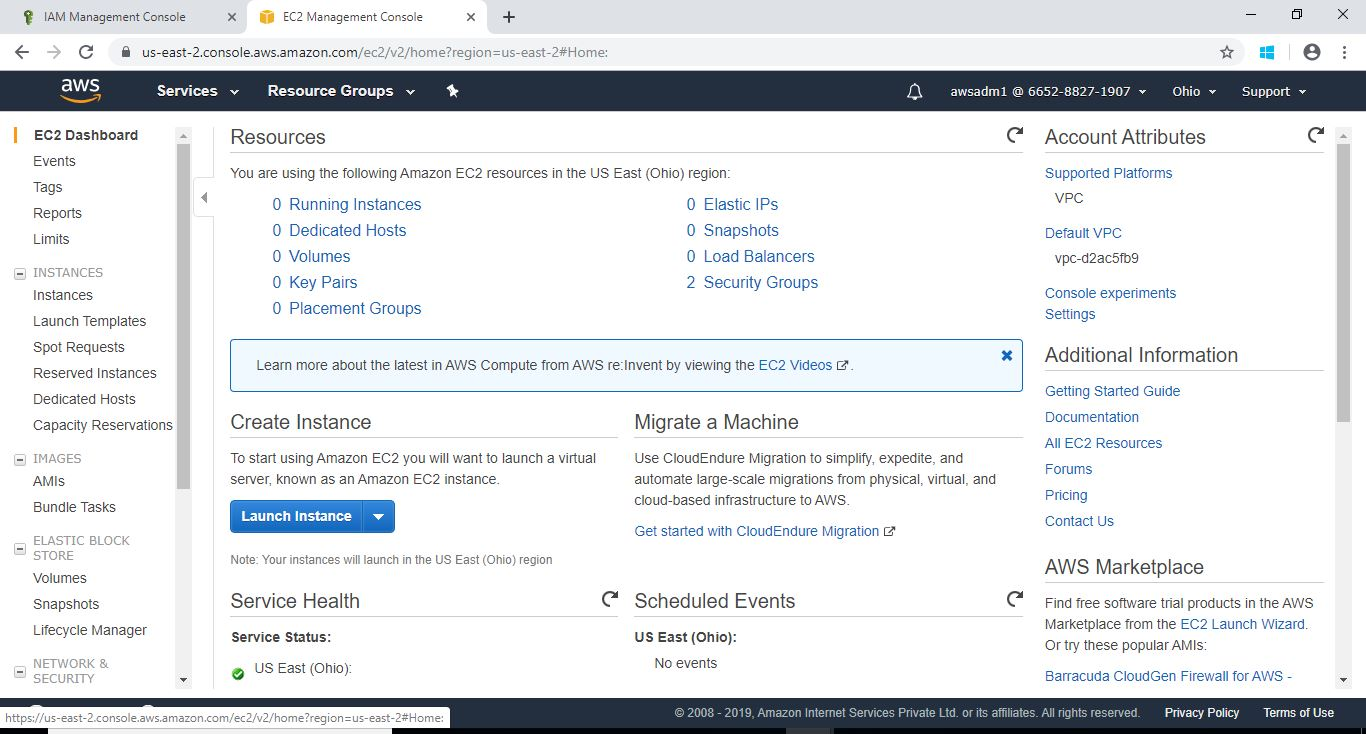 IAM Management Console
EC2 Management Console
us-east-2.console.aws.amazon.com/ec2/v2/home?region=us-east-2#Home:
aws
Services
Resource Groups
awsadm1 @ 6652-8827-1907
Ohio
Support
EC2 Dashboard
Events
Tags
Reports
Limits
INSTANCES
Instances
Launch Templates
Spot Requests
Reserved Instances
Dedicated Hosts
Capacity Reservations
IMAGES
AMIs
Bundle Tasks
ELASTIC BLOCK
STORE
Volumes
Snapshots
Lifecycle Manager
NETWORK &
SECURITY
Resources
You are using the following Amazon EC2 resources in the US East (Ohio) region:
0 Running Instances
0 Dedicated Hosts
0 Volumes
0 Key Pairs
0 Placement Groups
0 Elastic IPs
0 Snapshots
0 Load Balancers
2 Security Groups
Learn more about the latest in AWS Compute from AWS re:Invent by viewing the EC2 Videos.
Create Instance
To start using Amazon EC2 you will want to launch a virtual
server, known as an Amazon EC2 instance.
Launch Instance
Note: Your instances will launch in the US East (Ohio) region
Migrate a Machine
Use CloudEndure Migration to simplify, expedite, and
automate large-scale migrations from physical, virtual, and
cloud-based infrastructure to AWS.
Get started with CloudEndure Migration
Service Health
Service Status:
US East (Ohio):
Scheduled Events
US East (Ohio):
No events
Account Attributes
Supported Platforms
VPC
Default VPC
vpc-d2ac5fb9
Console experiments
Settings
Additional Information
Getting Started Guide
Documentation
All EC2 Resources
Forums
Pricing
Contact Us
AWS Marketplace
Find free software trial products in the AWS
Marketplace from the EC2 Launch Wizard.
Or try these popular AMIs:
Barracuda CloudGen Firewall for AWS -
https://us-east-2.console.aws.amazon.com/ec2/v2/home?region=us-east-2#Home:
© 2008 - 2019, Amazon Internet Services Private Ltd. or its affiliates. All rights reserved.
Privacy Policy
Terms of Use